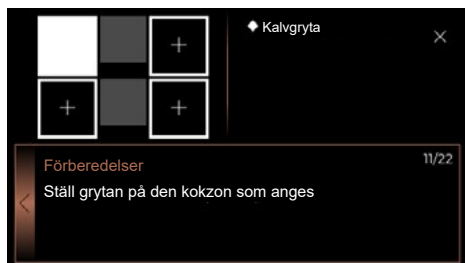 Kalvgryta
Förberedelser
11/22
Ställ grytan på den kokzon som anges